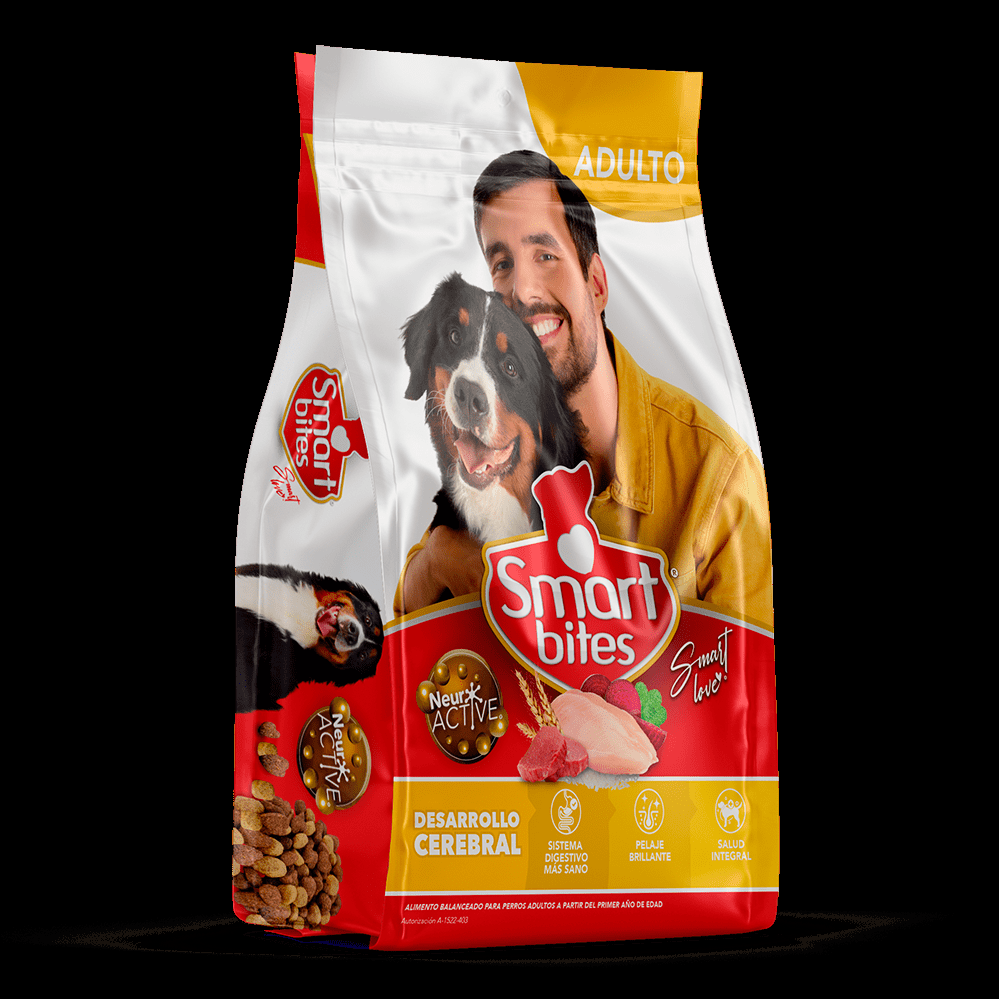 ADULTO
Smart
bites
Smart
love
®
Smart
bites
®
Smart
love®
Neur
ACTIVE®
Neur
ACTIVE®
DESARROLLO
CEREBRAL
SISTEMA
DIGESTIVO
MÁS SANO
PELAJE
BRILLANTE
SALUD
INTEGRAL
ALIMENTO BALANCEADO PARA PERROS ADULTOS A PARTIR DEL PRIMER AÑO DE EDAD
Autorización A-1522-403